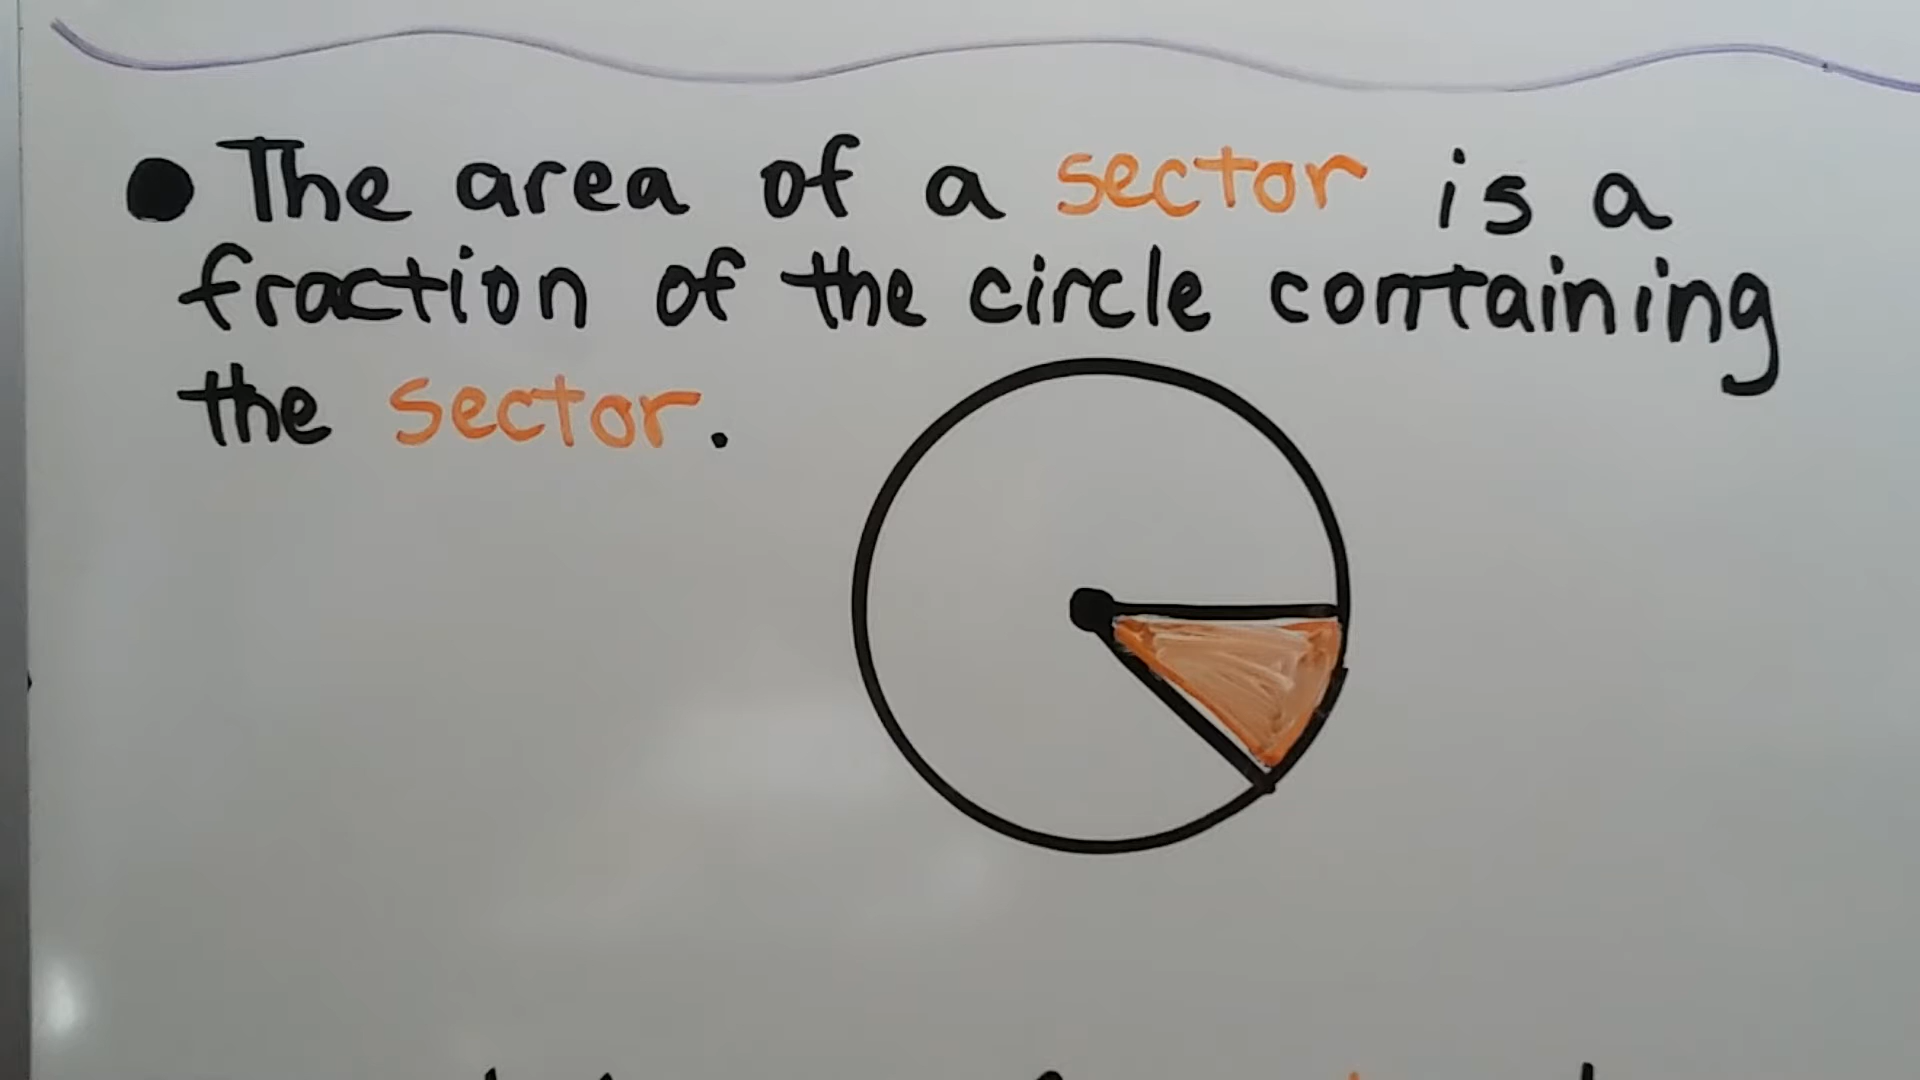 ● The area of a sector is a
fraction of the circle containing
the sector.